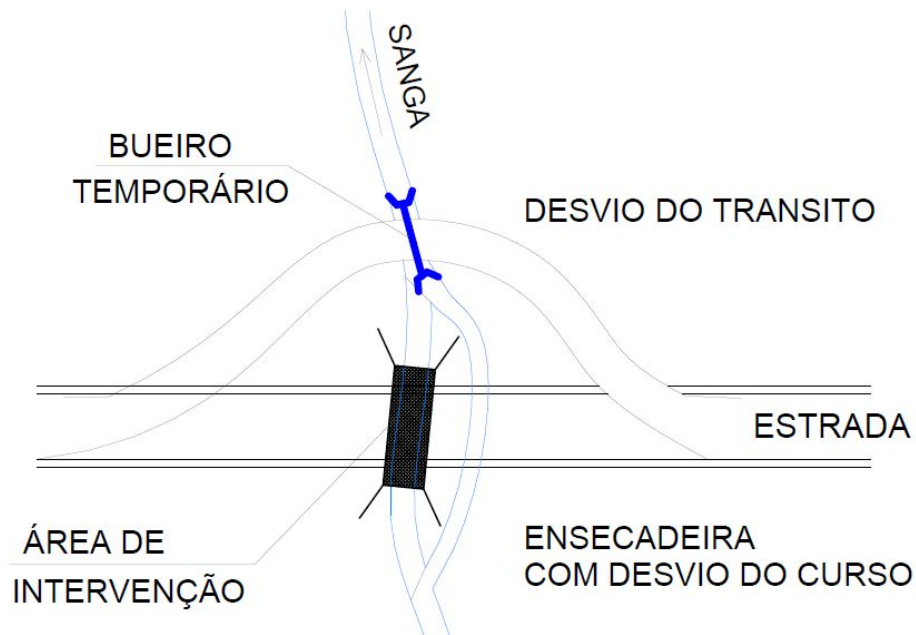 SANGA
BUEIRO
TEMPORÁRIO
DESVIO DO TRANSITO
ESTRADA
ÁREA DE
INTERVENÇÃO
ENSECADEIRA
COM DESVIO DO CURSO